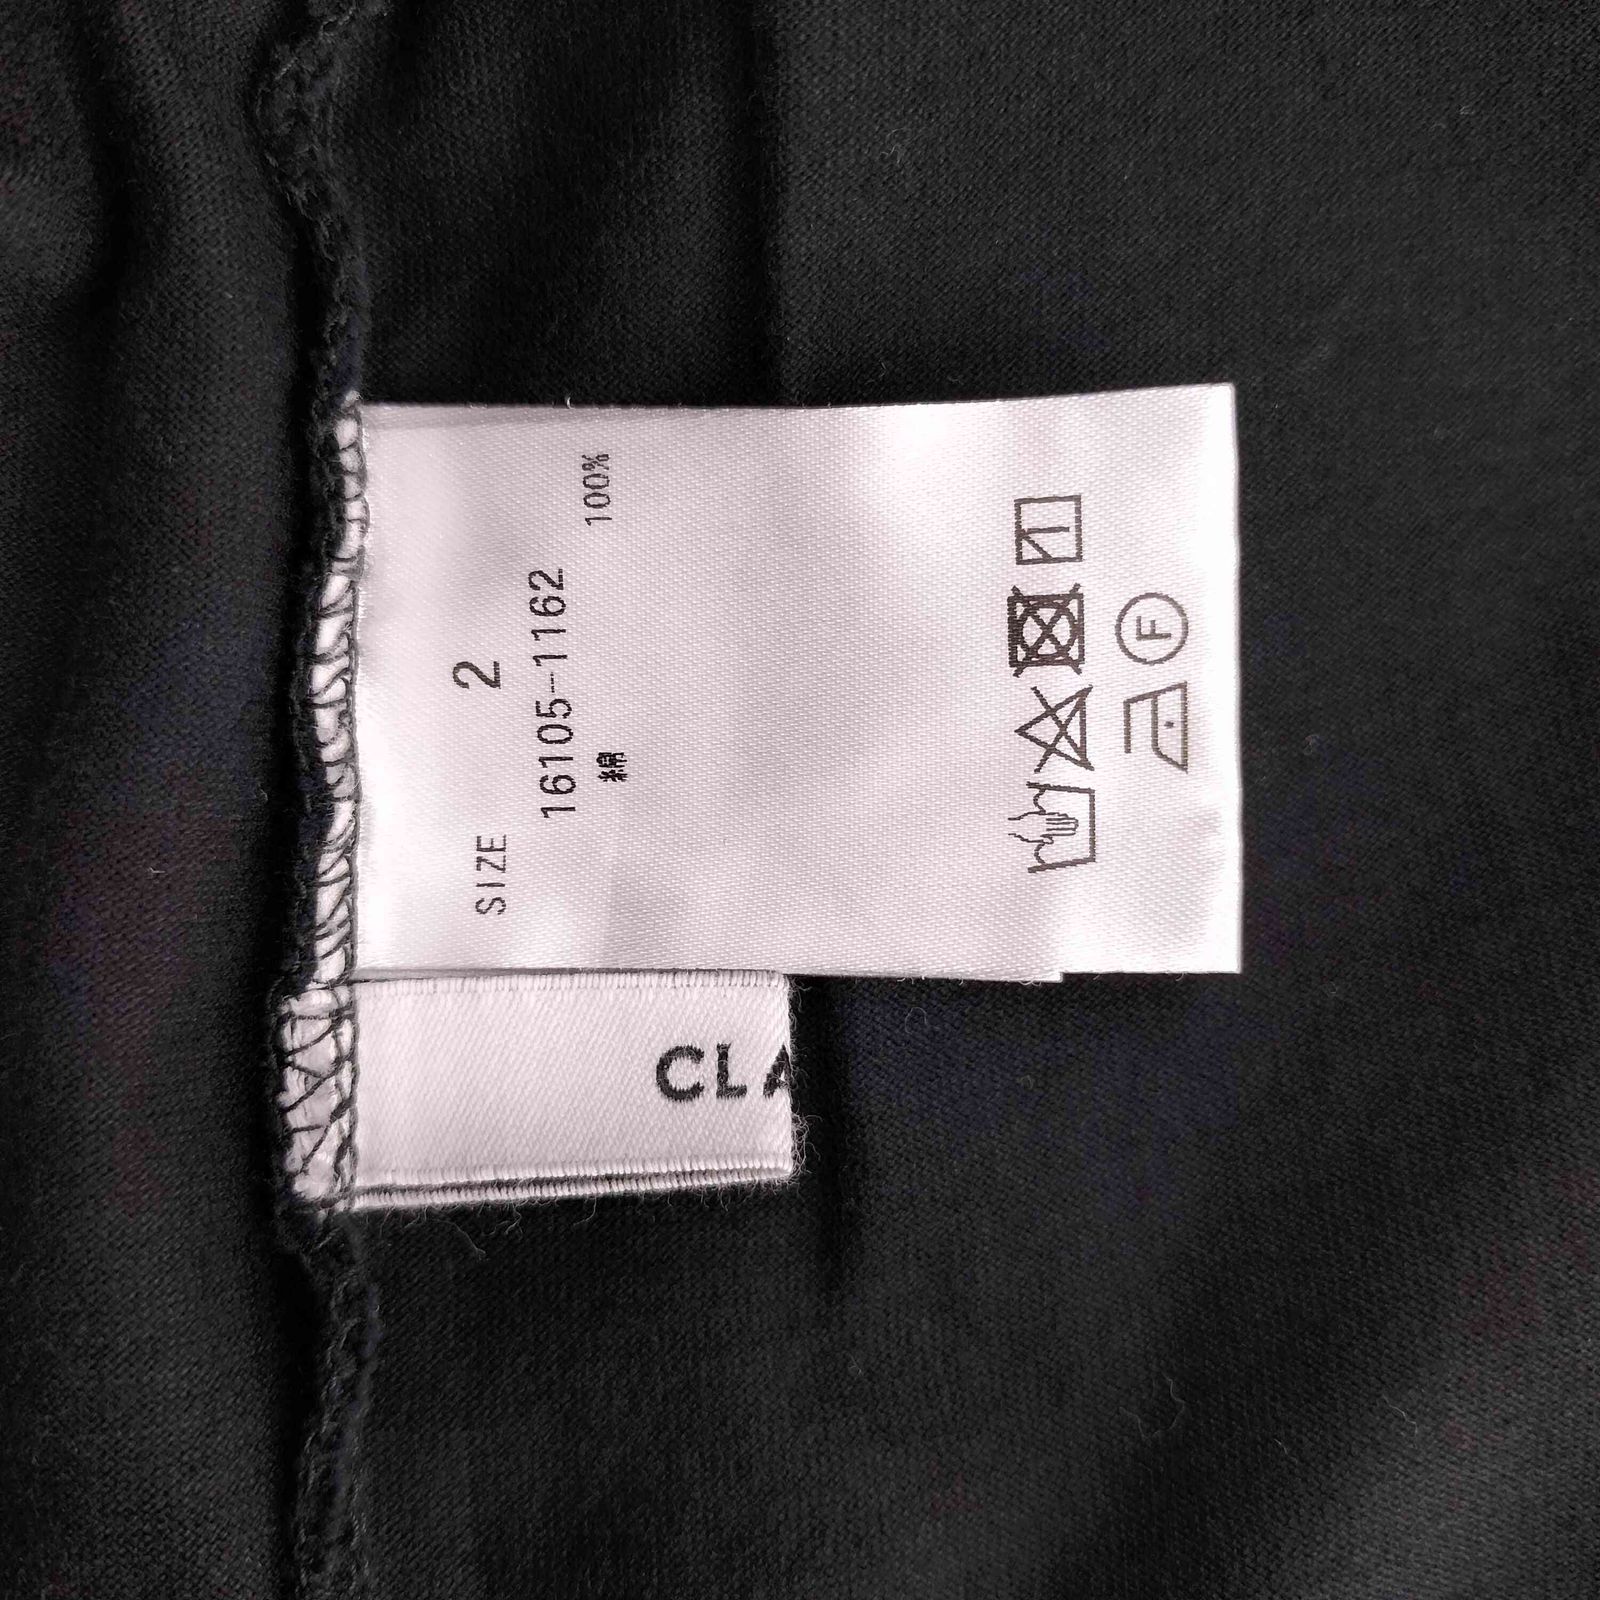 SIZE 2
16105-1162
綿 100%
F
CLA